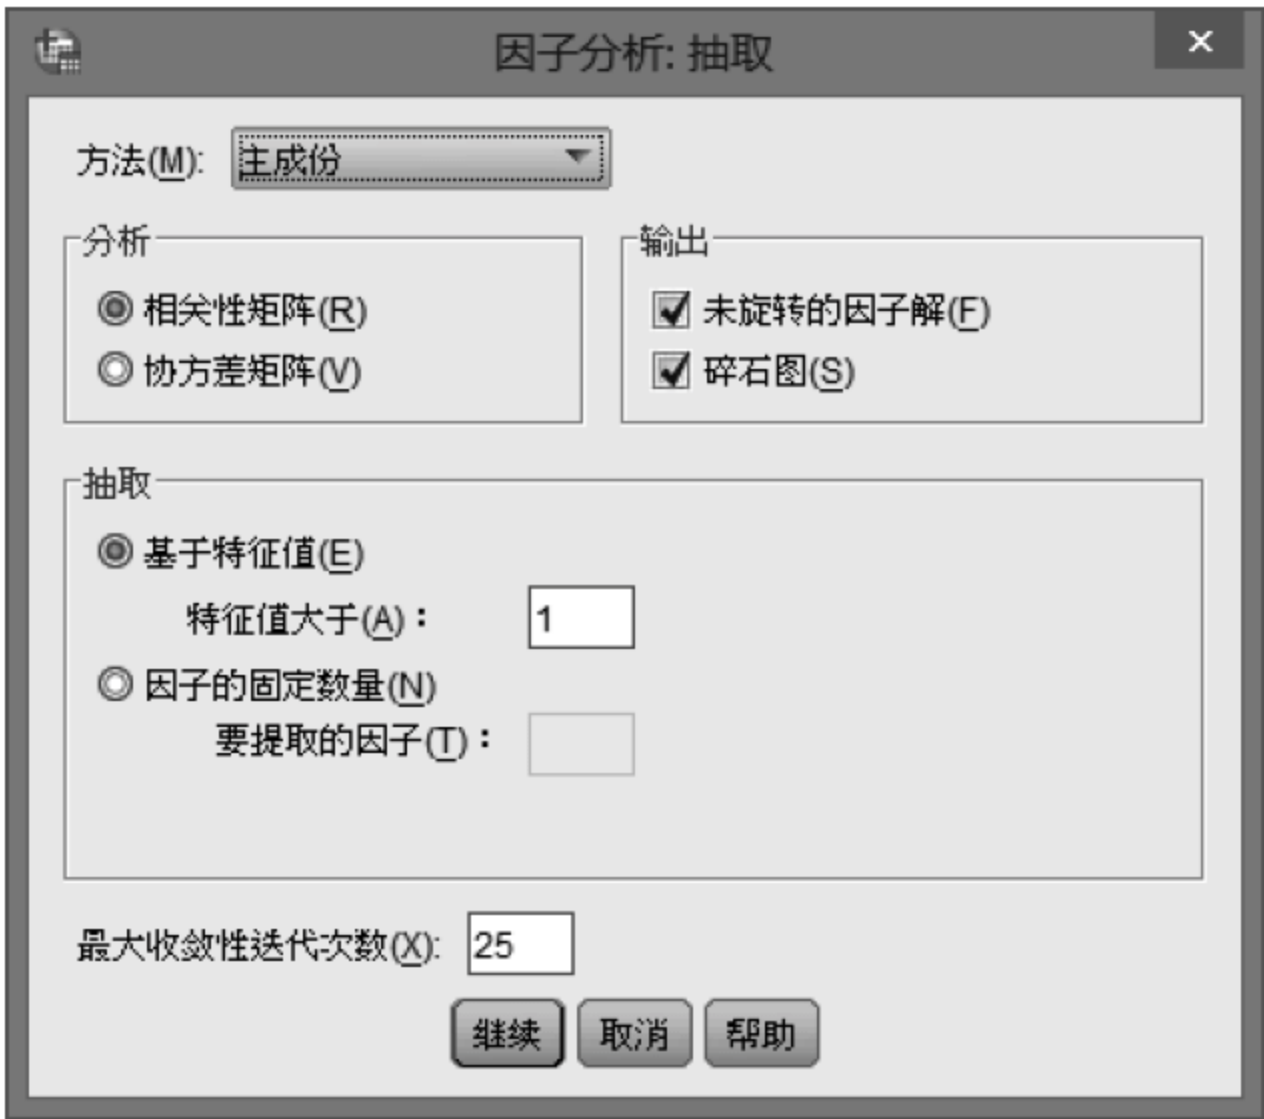 因子分析: 抽取
方法(M): 主成份
分析
相关性矩阵(R)
协方差矩阵(V)
输出
未旋转的因子解(F)
碎石图(S)
抽取
基于特征值(E)
特征值大于(A)： 1
因子的固定数量(N)
要提取的因子(T)：
最大收敛性迭代次数(X): 25
继续 取消 帮助